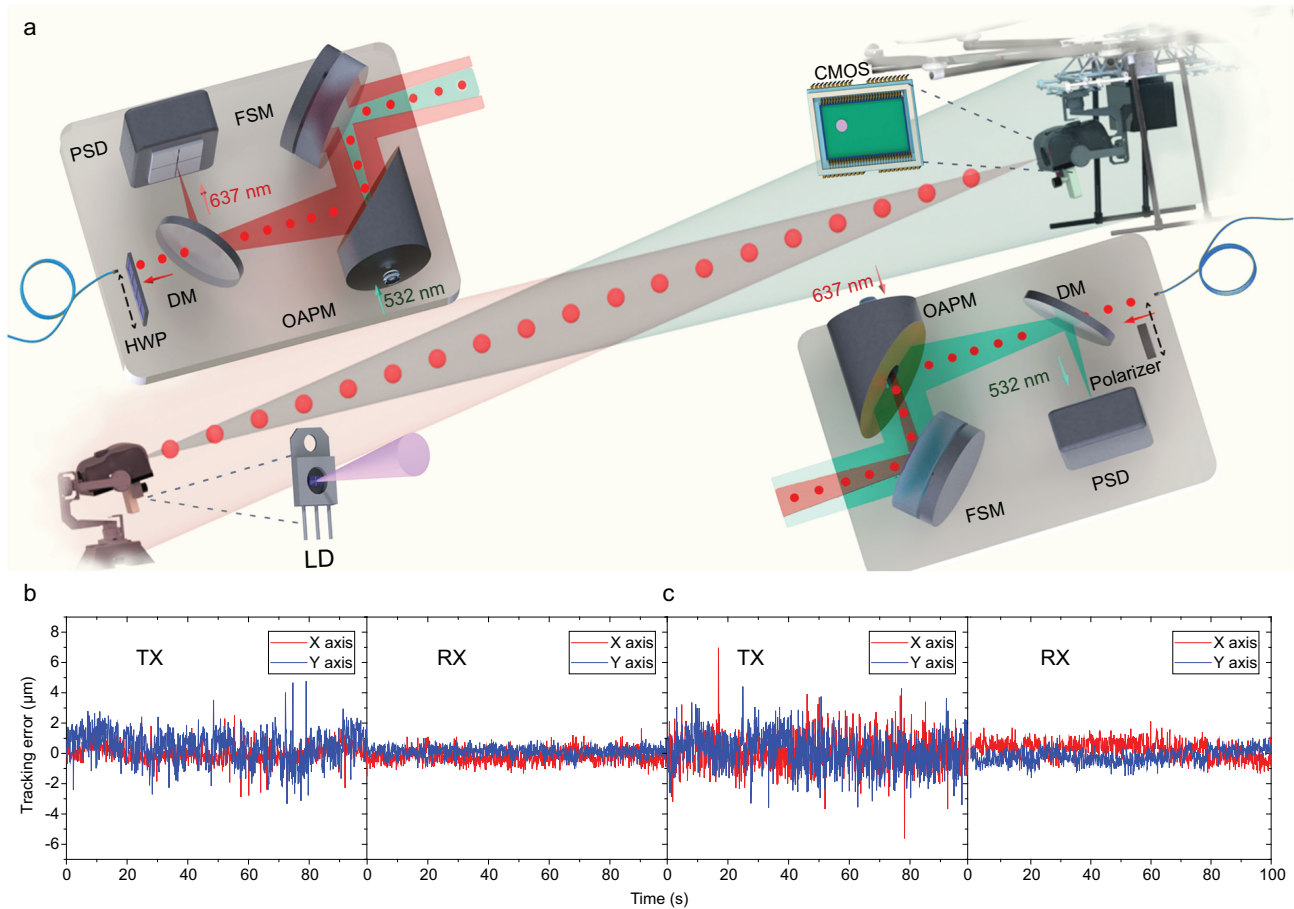 a
CMOS
FSM
PSD
637 nm
DM
HWP
OAPM
532 nm
637 nm
OAPM
DM
532 nm
Polarizer
PSD
FSM
LD
b
c
Tracking error (μm)
8
6
4
2
0
-2
-4
-6
TX
X axis
Y axis
RX
X axis
Y axis
TX
X axis
Y axis
RX
X axis
Y axis
0 20 40 60 80 0 20 40 60 80 0 20 40 60 80 0 20 40 60 80 100
Time (s)